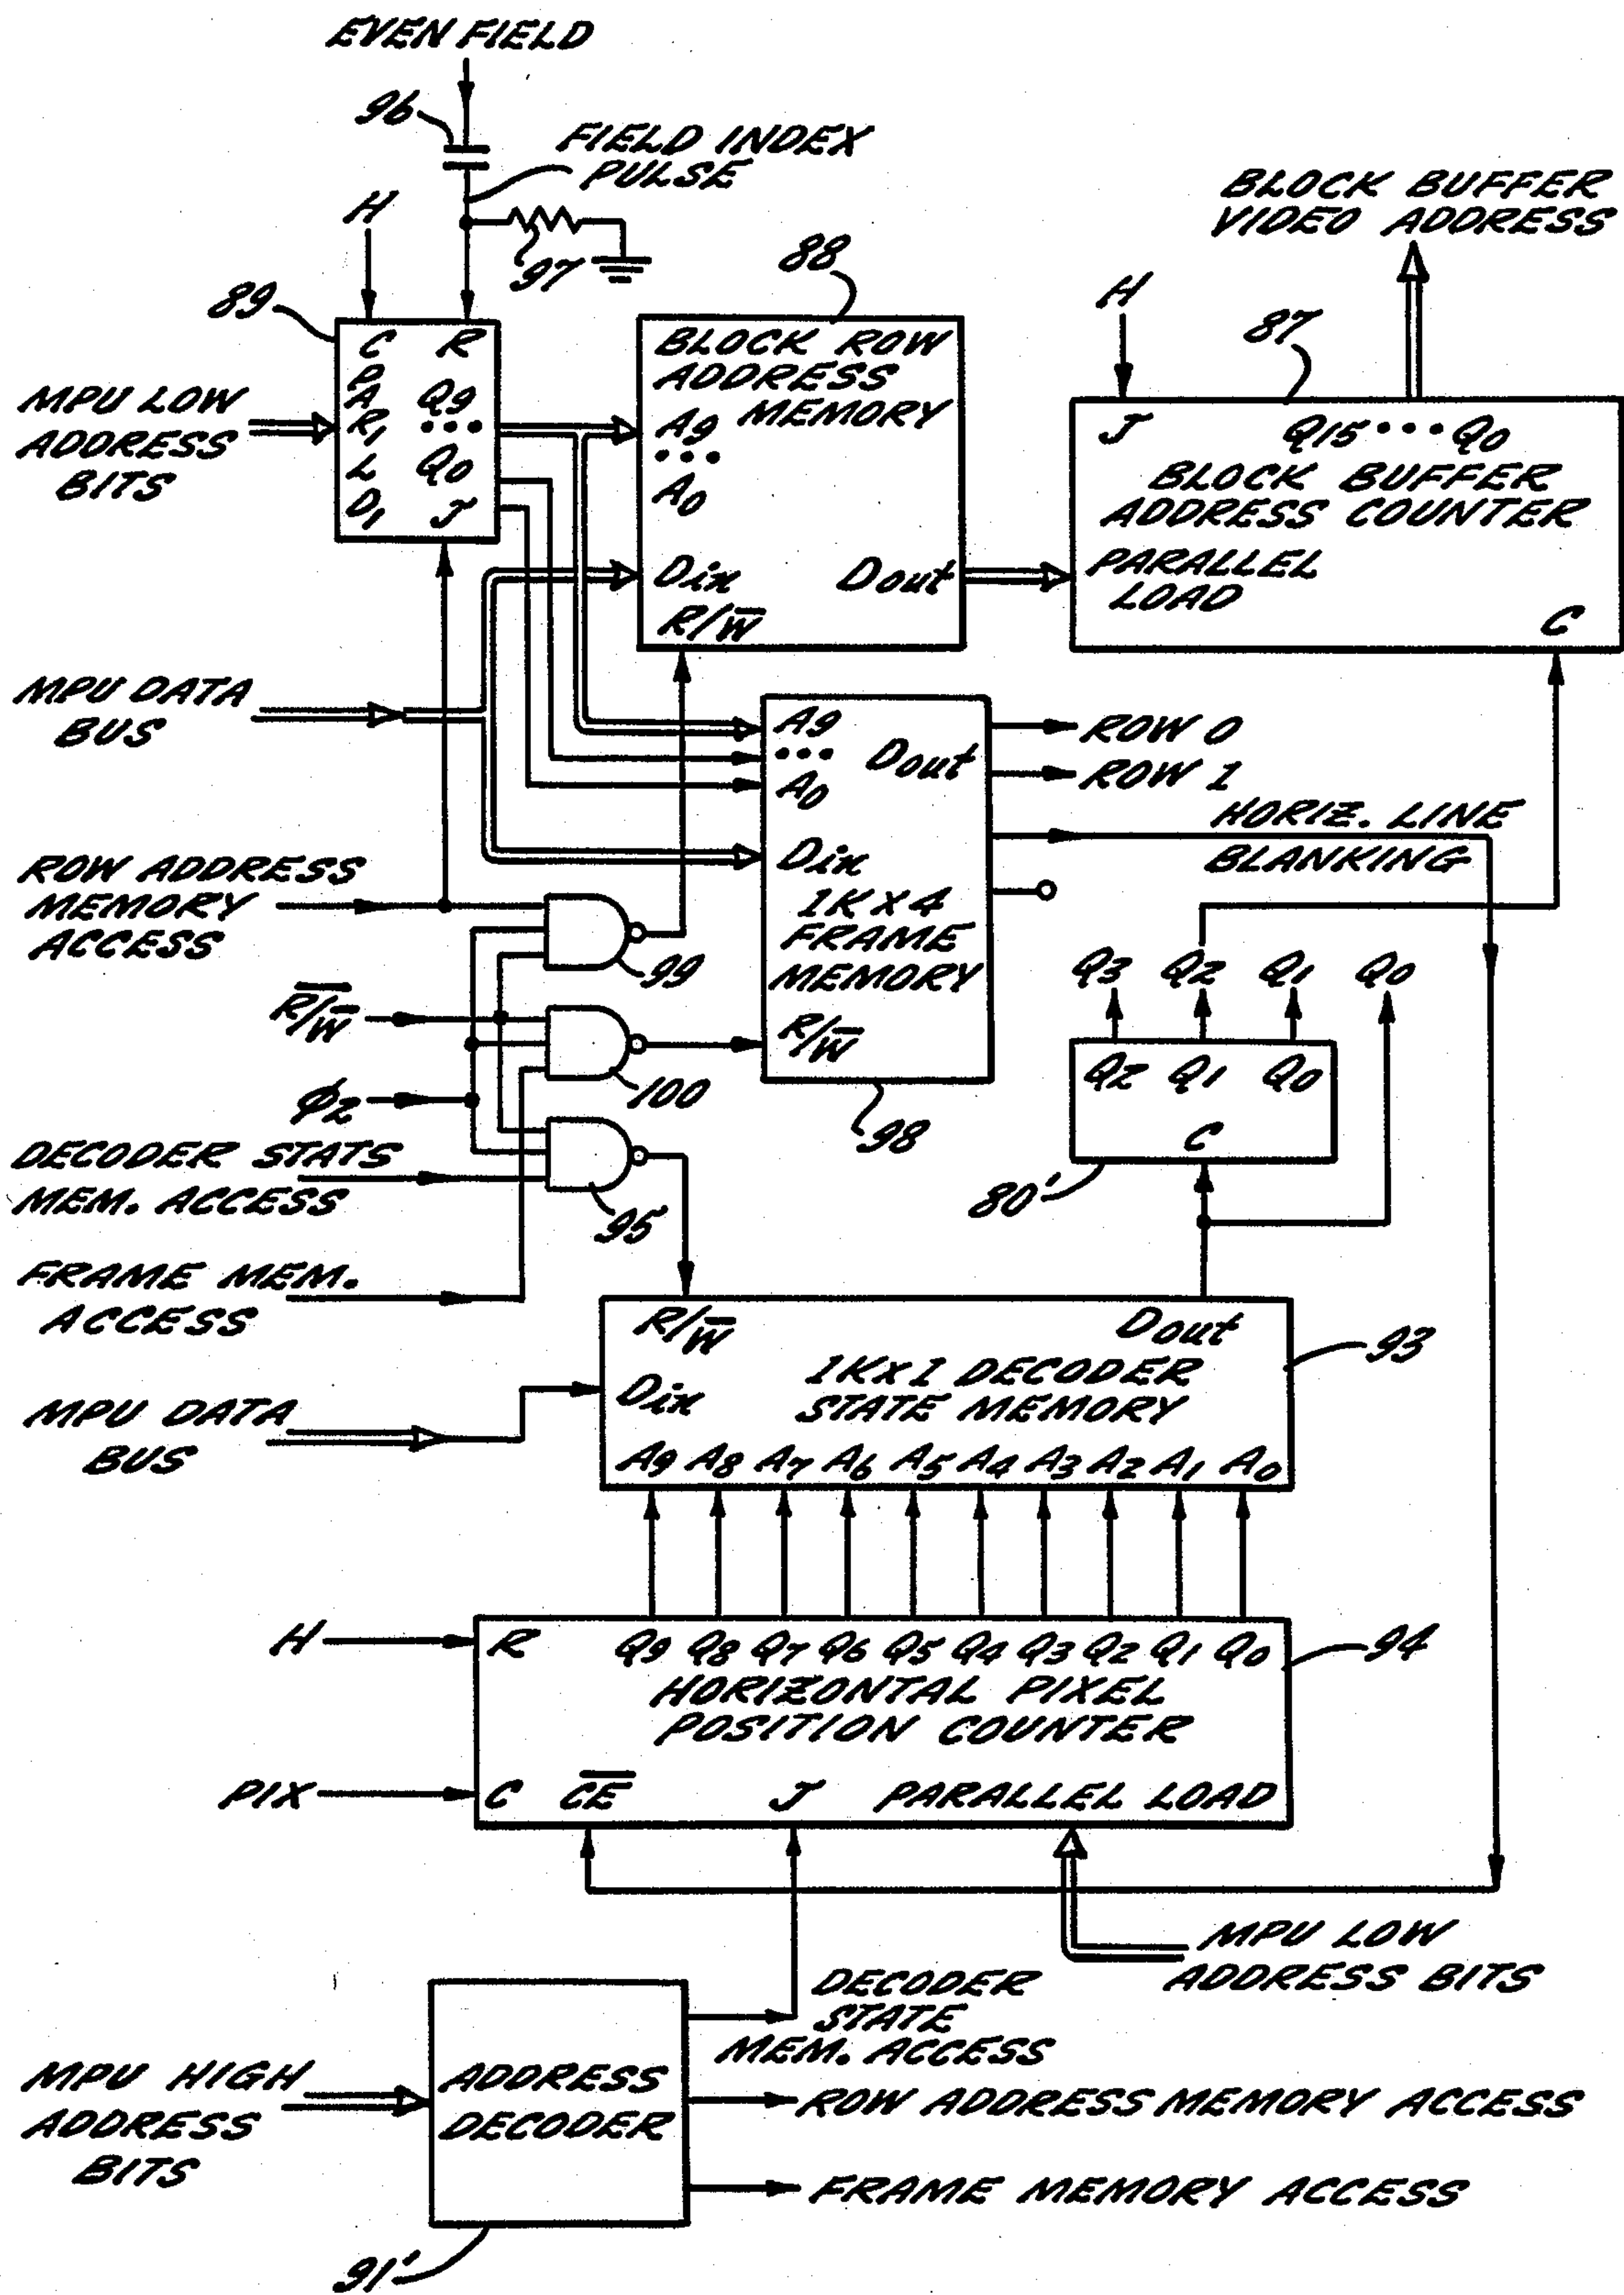 EVEN FIELD
96
FIELD INDEX
PULSE
H
97
89
C R
P
A Q9
R, •••
L Q0
D, J
MPU LOW
ADDRESS
BITS
88
BLOCK ROW
ADDRESS
MEMORY
A9
•••
A0
Din Dout
R/W̅
BLOCK BUFFER
VIDEO ADDRESS
H
87
J Q15 ••• Q0
BLOCK BUFFER
ADDRESS COUNTER
PARALLEL
LOAD
C
MPU DATA
BUS
A9
•••
A0
Dout
Din
1K X 4
FRAME
MEMORY
R/W̅
98
ROW 0
ROW 1
HORIZ. LINE
BLANKING
ROW ADDRESS
MEMORY
ACCESS
99
R/W̅
100
φ2
DECODER STATS
MEM. ACCESS
95
FRAME MEM.
ACCESS
Q3 Q2 Q1 Q0
Q2 Q1 Q0
C
80'
R/W̅ Dout
1K X 1 DECODER
STATE MEMORY
Din
A9 A8 A7 A6 A5 A4 A3 A2 A1 A0
93
MPU DATA
BUS
H
R Q9 Q8 Q7 Q6 Q5 Q4 Q3 Q2 Q1 Q0
HORIZONTAL PIXEL
POSITION COUNTER
94
PIX
C C̅E̅ J PARALLEL LOAD
MPU LOW
ADDRESS BITS
DECODER
STATE
MEM. ACCESS
MPU HIGH
ADDRESS
BITS
ADDRESS
DECODER
ROW ADDRESS MEMORY ACCESS
FRAME MEMORY ACCESS
91'